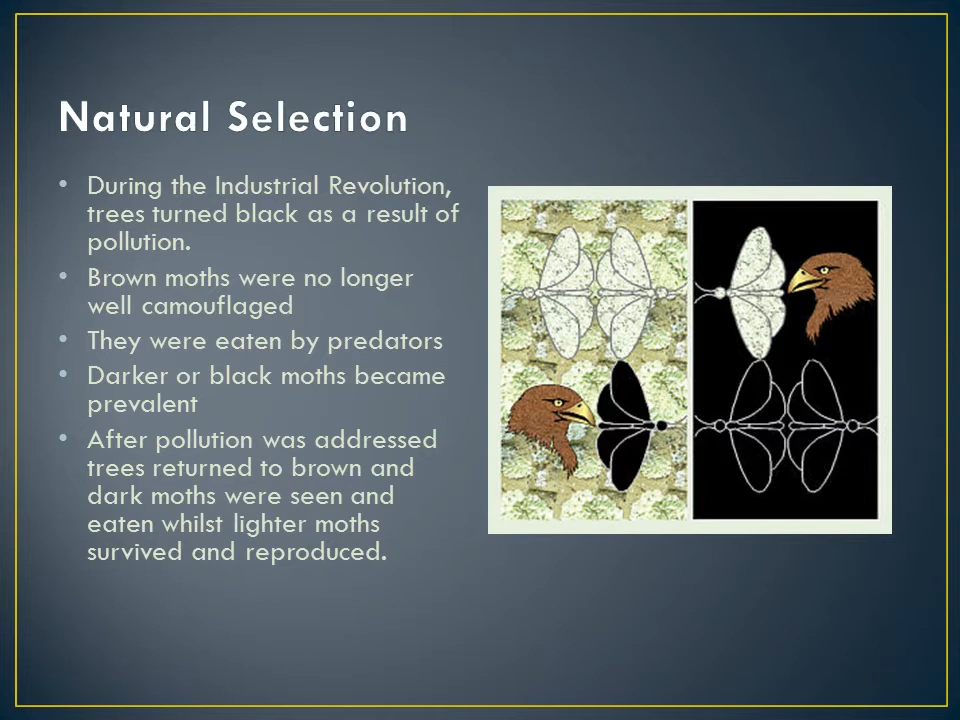 Natural Selection
• During the Industrial Revolution,
trees turned black as a result of
pollution.
• Brown moths were no longer
well camouflaged
• They were eaten by predators
• Darker or black moths became
prevalent
• After pollution was addressed
trees returned to brown and
dark moths were seen and
eaten whilst lighter moths
survived and reproduced.